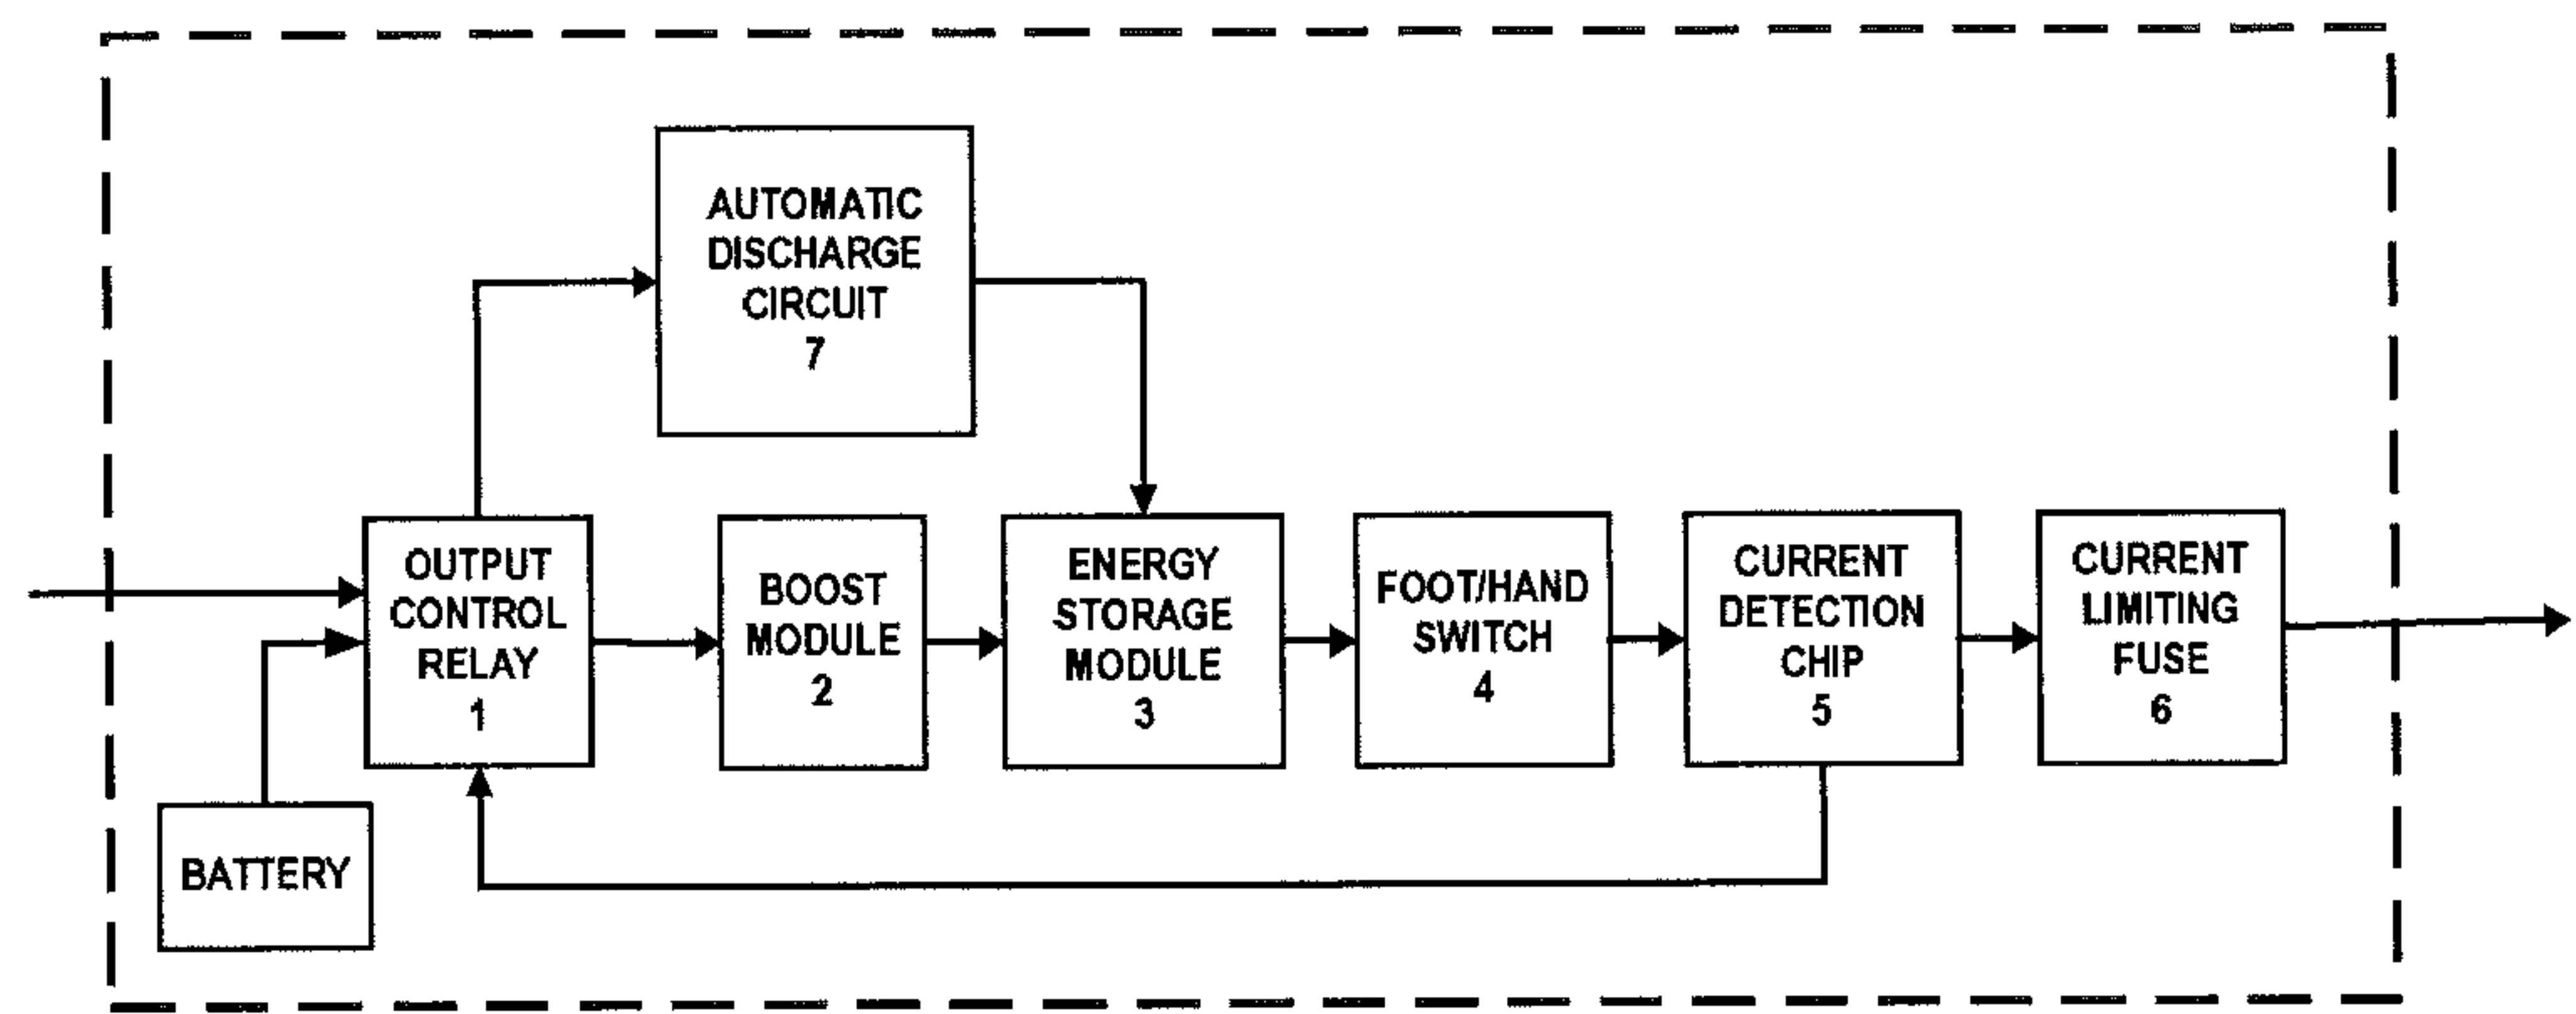 AUTOMATIC
DISCHARGE
CIRCUIT
7
OUTPUT
CONTROL
RELAY
1
BOOST
MODULE
2
ENERGY
STORAGE
MODULE
3
FOOT/HAND
SWITCH
4
CURRENT
DETECTION
CHIP
5
CURRENT
LIMITING
FUSE
6
BATTERY